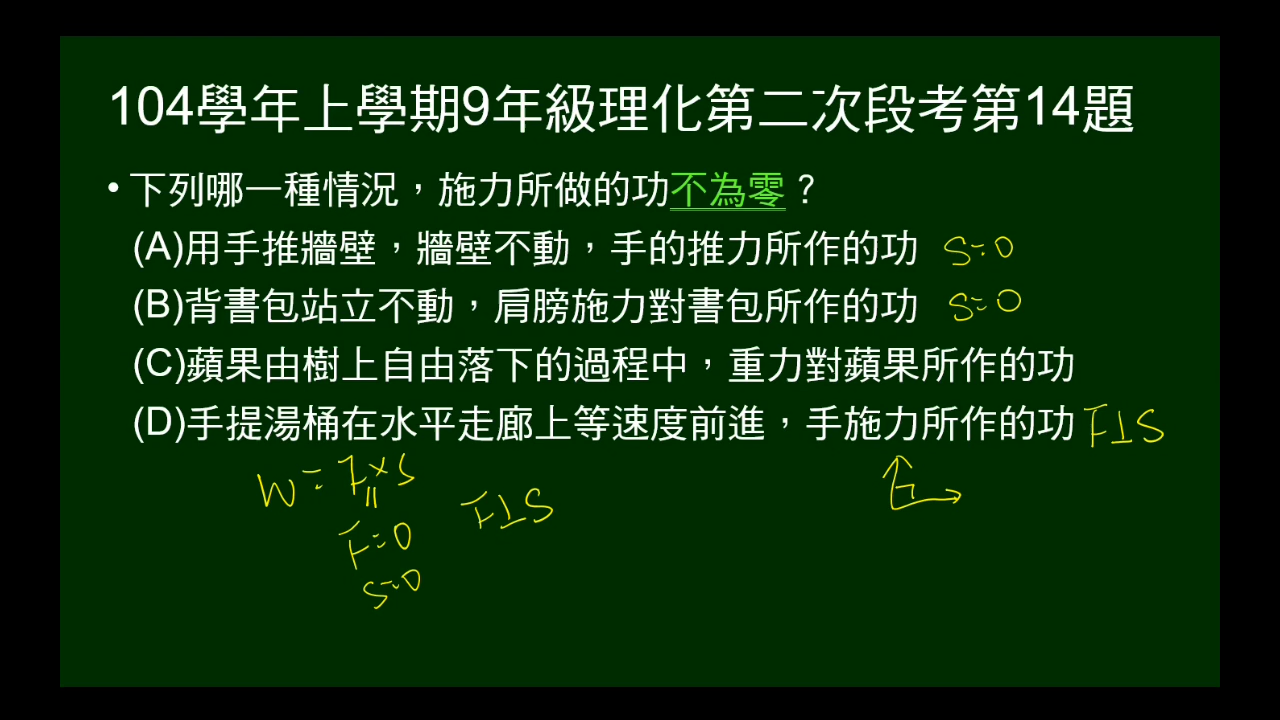 104學年上學期9年級理化第二次段考第14題
• 下列哪一種情況，施力所做的功不為零？
(A)用手推牆壁，牆壁不動，手的推力所作的功 S=0
(B)背書包站立不動，肩膀施力對書包所作的功 S=0
(C)蘋果由樹上自由落下的過程中，重力對蘋果所作的功
(D)手提湯桶在水平走廊上等速度前進，手施力所作的功 F⊥S
W=F×S
F=0 F⊥S
S=0